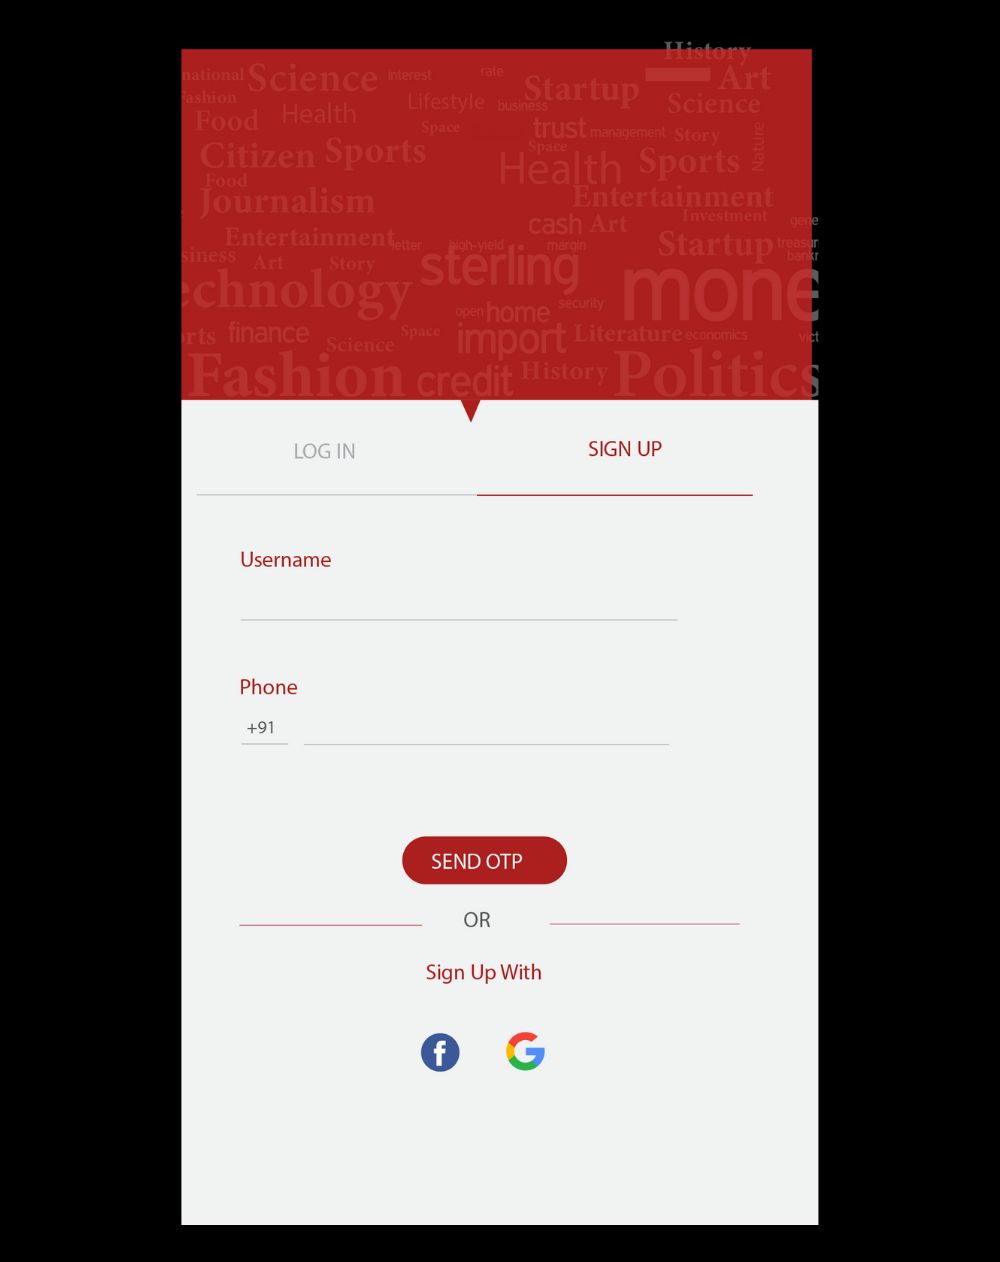 History
national Science interest rate Startup Art
Fashion Health Lifestyle business Science
Food Space trust management Story
Citizen Sports Space Health Sports Nature
Food
Journalism Entertainment
cash Art Investment gene
Entertainment letter high-yield margin Startup treasur
siness Art Story sterling bankr
echnology mone
open home security
orts finance Space import Literature economics vict
Science
Fashion credit History Politics
LOG IN SIGN UP
Username
Phone
+91
SEND OTP
OR
Sign Up With
f G